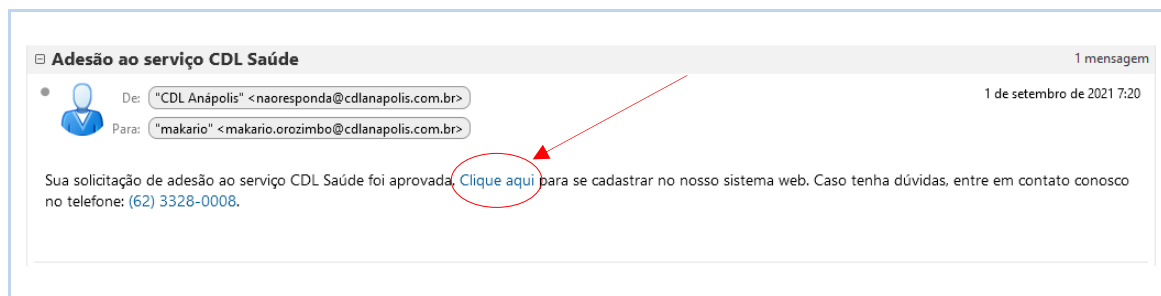 Adesão ao serviço CDL Saúde 1 mensagem
De: "CDL Anápolis" <naoresponda@cdlanapolis.com.br> 1 de setembro de 2021 7:20
Para: "makario" <makario.orozimbo@cdlanapolis.com.br>
Sua solicitação de adesão ao serviço CDL Saúde foi aprovada, Clique aqui para se cadastrar no nosso sistema web. Caso tenha dúvidas, entre em contato conosco
no telefone: (62) 3328-0008.